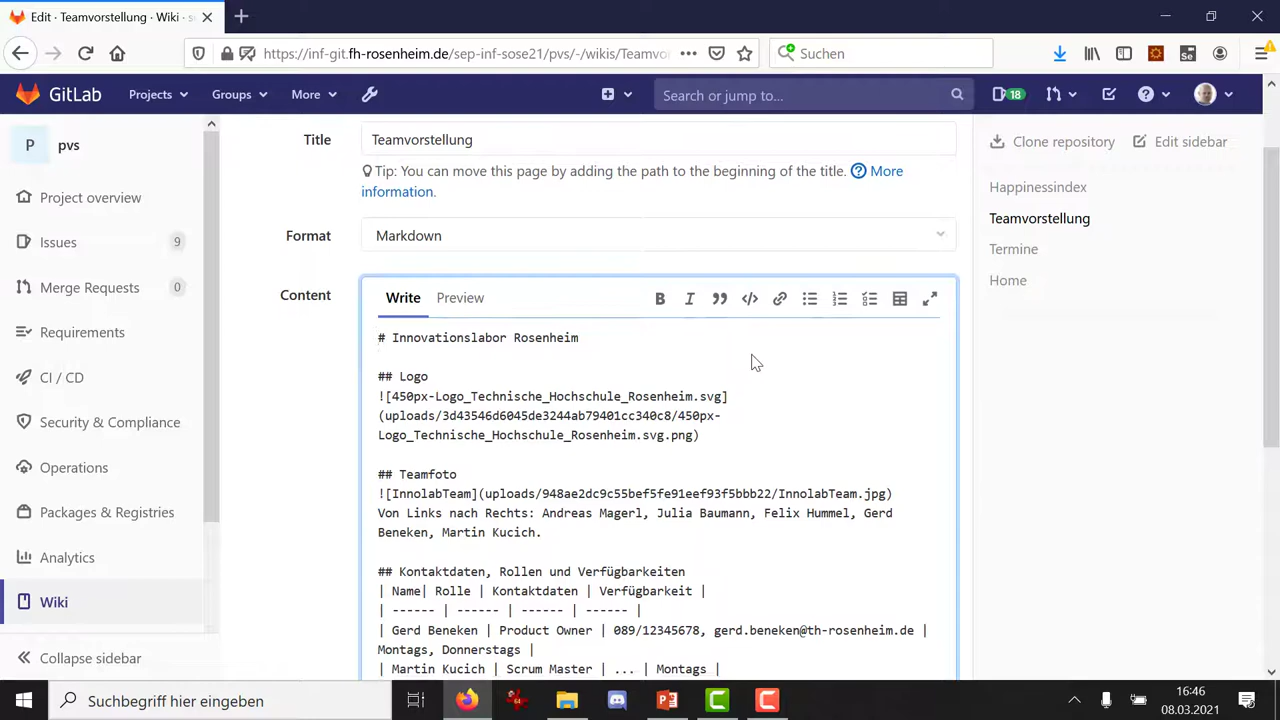 Edit · Teamvorstellung · Wiki · s
https://inf-git.fh-rosenheim.de/sep-inf-sose21/pvs/-/wikis/Teamvo
Suchen
GitLab
Projects
Groups
More
Search or jump to...
18
P
pvs
Project overview
Issues
9
Merge Requests
0
Requirements
CI / CD
Security & Compliance
Operations
Packages & Registries
Analytics
Wiki
Collapse sidebar
Title
Teamvorstellung
Tip: You can move this page by adding the path to the beginning of the title. More
information.
Format
Markdown
Content
Write
Preview
# Innovationslabor Rosenheim
## Logo
![450px-Logo_Technische_Hochschule_Rosenheim.svg]
(uploads/3d43546d6045de3244ab79401cc340c8/450px-
Logo_Technische_Hochschule_Rosenheim.svg.png)
## Teamfoto
![InnolabTeam](uploads/948ae2dc9c55bef5fe91eef93f5bbb22/InnolabTeam.jpg)
Von Links nach Rechts: Andreas Magerl, Julia Baumann, Felix Hummel, Gerd
Beneken, Martin Kucich.
## Kontaktdaten, Rollen und Verfügbarkeiten
| Name| Rolle | Kontaktdaten | Verfügbarkeit |
| ------ | ------ | ------ | ------ |
| Gerd Beneken | Product Owner | 089/12345678, gerd.beneken@th-rosenheim.de |
Montags, Donnerstags |
| Martin Kucich | Scrum Master | ... | Montags |
Clone repository
Edit sidebar
Happinessindex
Teamvorstellung
Termine
Home
Suchbegriff hier eingeben
16:46
08.03.2021